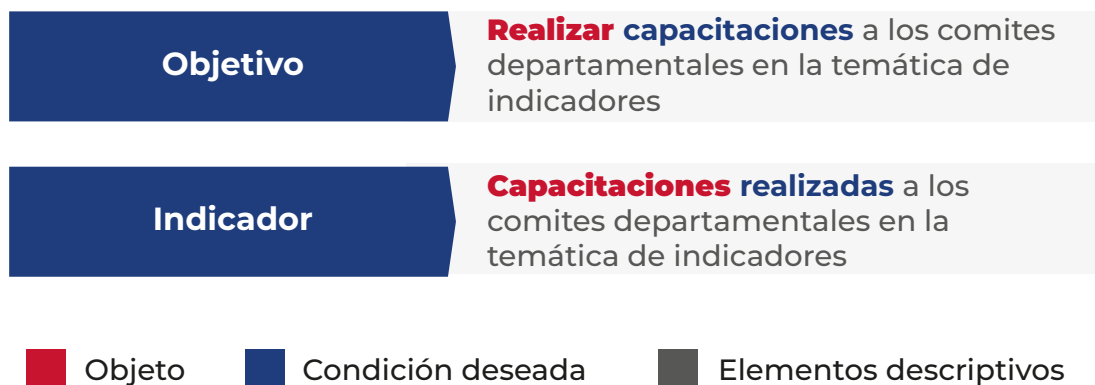 Objetivo
Realizar capacitaciones a los comites
departamentales en la temática de
indicadores
Indicador
Capacitaciones realizadas a los
comites departamentales en la
temática de indicadores
Objeto
Condición deseada
Elementos descriptivos